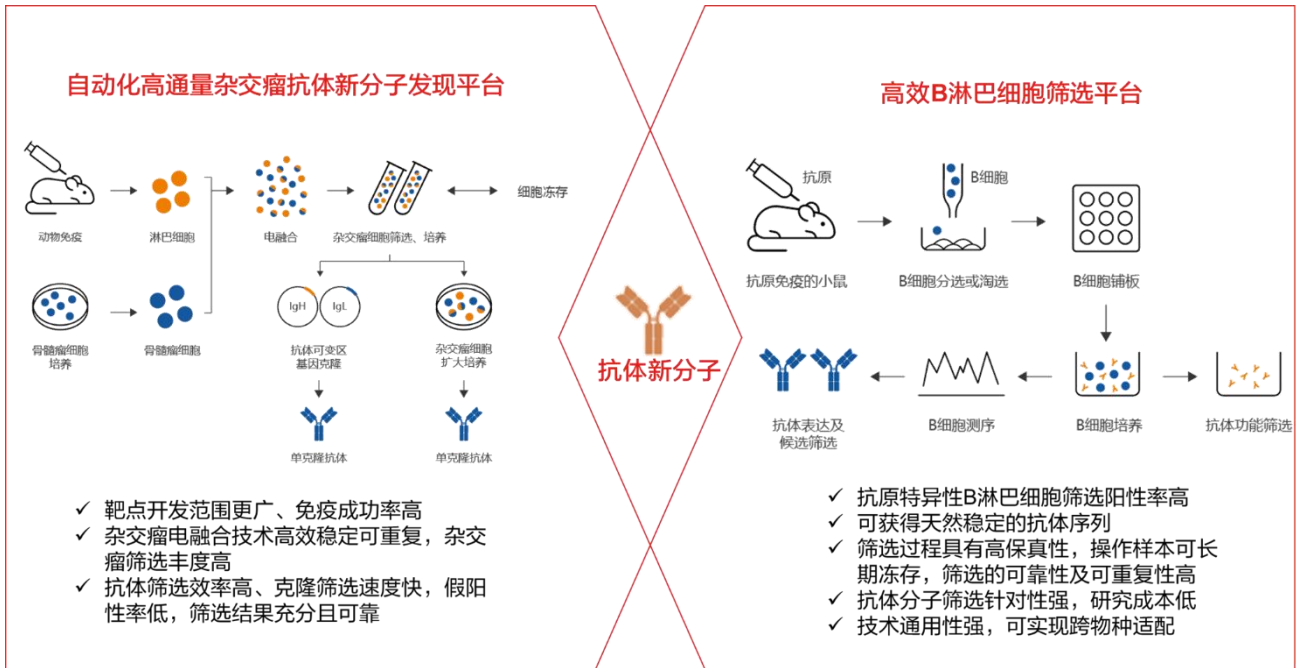 自动化高通量杂交瘤抗体新分子发现平台
动物免疫
淋巴细胞
电融合
杂交瘤细胞筛选、培养
细胞冻存
骨髓瘤细胞
培养
骨髓瘤细胞
IgH
IgL
抗体可变区
基因克隆
杂交瘤细胞
扩大培养
单克隆抗体
单克隆抗体
✓ 靶点开发范围更广、免疫成功率高
✓ 杂交瘤电融合技术高效稳定可重复，杂交
瘤筛选丰度高
✓ 抗体筛选效率高、克隆筛选速度快，假阳
性率低，筛选结果充分且可靠
抗体新分子
高效B淋巴细胞筛选平台
抗原
B细胞
抗原免疫的小鼠
B细胞分选或淘选
B细胞铺板
抗体表达及
候选筛选
B细胞测序
B细胞培养
抗体功能筛选
✓ 抗原特异性B淋巴细胞筛选阳性率高
✓ 可获得天然稳定的抗体序列
✓ 筛选过程具有高保真性，操作样本可长
期冻存，筛选的可靠性及可重复性高
✓ 抗体分子筛选针对性强，研究成本低
✓ 技术通用性强，可实现跨物种适配